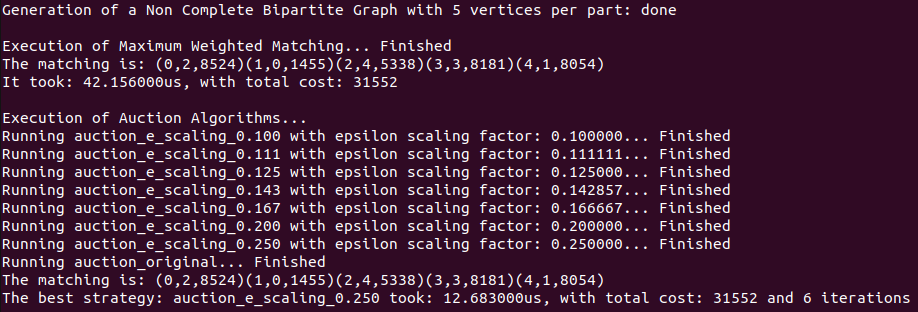 Generation of a Non Complete Bipartite Graph with 5 vertices per part: done
Execution of Maximum Weighted Matching... Finished
The matching is: (0,2,8524)(1,0,1455)(2,4,5338)(3,3,8181)(4,1,8054)
It took: 42.156000us, with total cost: 31552
Execution of Auction Algorithms...
Running auction_e_scaling_0.100 with epsilon scaling factor: 0.100000... Finished
Running auction_e_scaling_0.111 with epsilon scaling factor: 0.111111... Finished
Running auction_e_scaling_0.125 with epsilon scaling factor: 0.125000... Finished
Running auction_e_scaling_0.143 with epsilon scaling factor: 0.142857... Finished
Running auction_e_scaling_0.167 with epsilon scaling factor: 0.166667... Finished
Running auction_e_scaling_0.200 with epsilon scaling factor: 0.200000... Finished
Running auction_e_scaling_0.250 with epsilon scaling factor: 0.250000... Finished
Running auction_original... Finished
The matching is: (0,2,8524)(1,0,1455)(2,4,5338)(3,3,8181)(4,1,8054)
The best strategy: auction_e_scaling_0.250 took: 12.683000us, with total cost: 31552 and 6 iterations